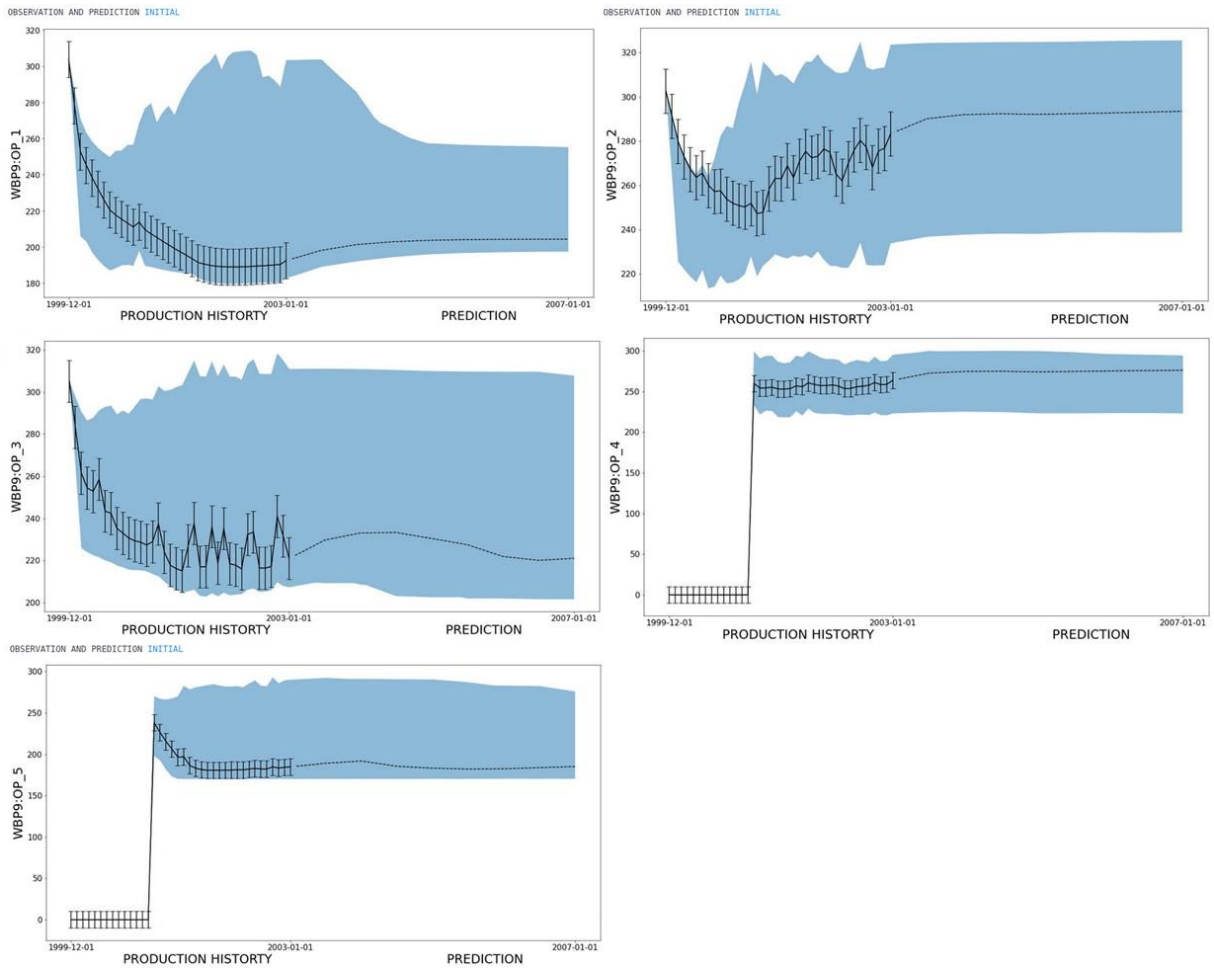 OBSERVATION AND PREDICTION INITIAL
WBP9:OP_1
320
300
280
260
240
220
200
180
1999-12-01 2003-01-01 2007-01-01
PRODUCTION HISTORTY PREDICTION
OBSERVATION AND PREDICTION INITIAL
WBP9:OP_2
320
300
280
260
240
220
1999-12-01 2003-01-01 2007-01-01
PRODUCTION HISTORTY PREDICTION
WBP9:OP_3
320
300
280
260
240
220
200
1999-12-01 2003-01-01 2007-01-01
PRODUCTION HISTORTY PREDICTION
WBP9:OP_4
300
250
200
150
100
50
0
1999-12-01 2003-01-01 2007-01-01
PRODUCTION HISTORTY PREDICTION
OBSERVATION AND PREDICTION INITIAL
WBP9:OP_5
300
250
200
150
100
50
0
1999-12-01 2003-01-01 2007-01-01
PRODUCTION HISTORTY PREDICTION